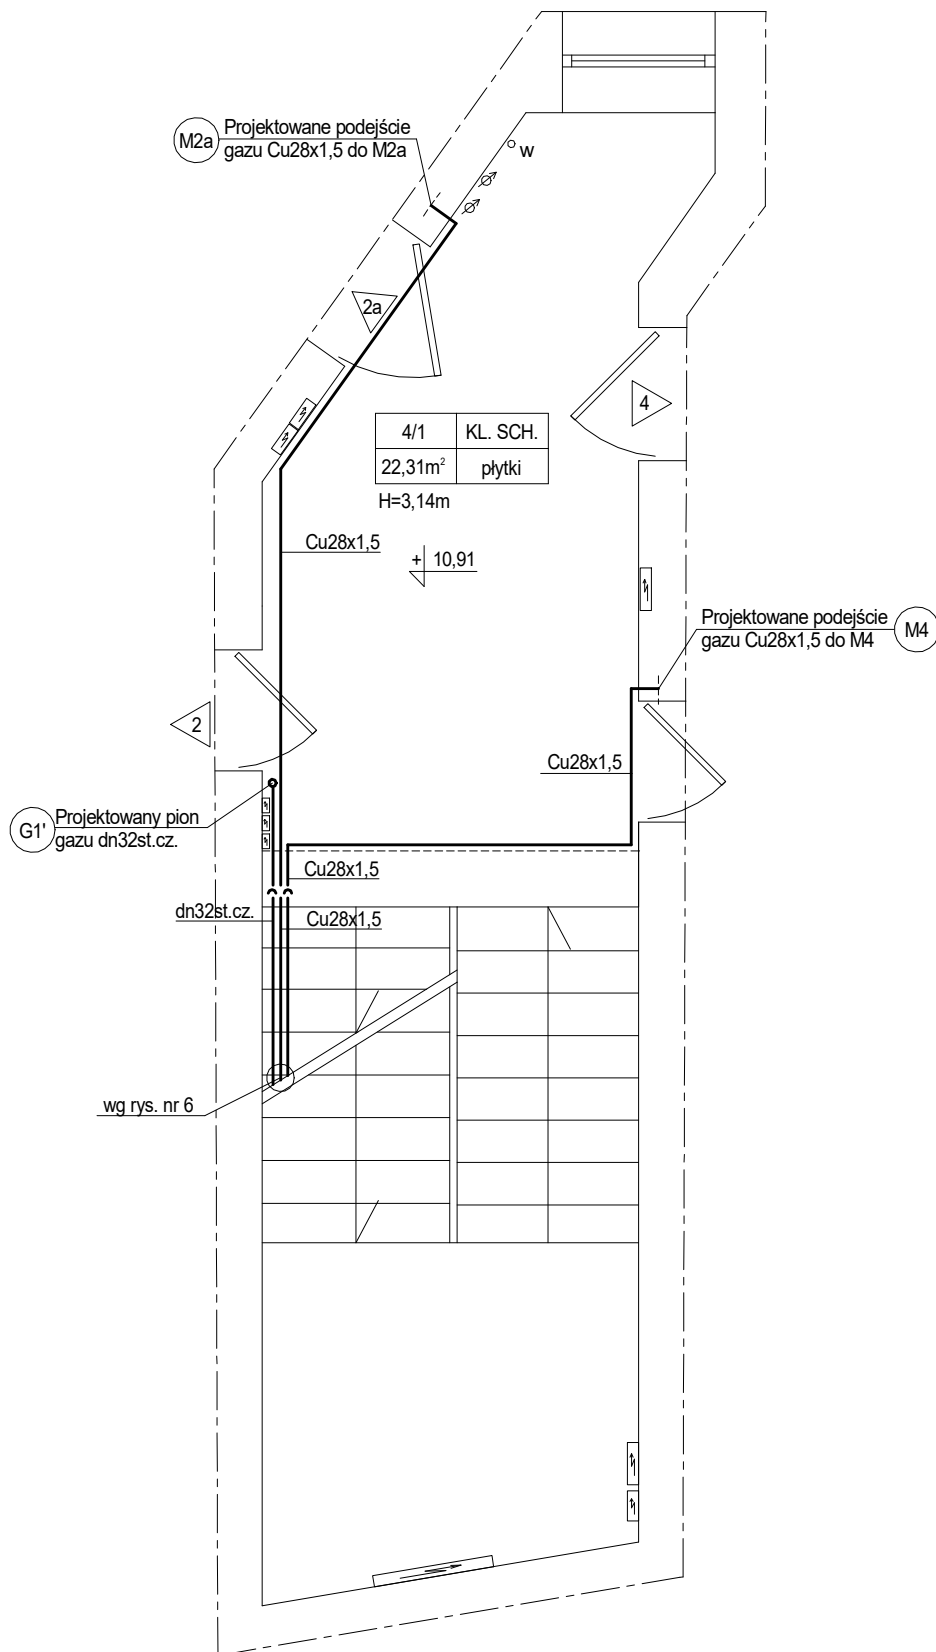 M2a
Projektowane podejście
gazu Cu28x1,5 do M2a
w
2a
4
4/1 KL. SCH.
22,31m² płytki
H=3,14m
Cu28x1,5
+ 10,91
Projektowane podejście
gazu Cu28x1,5 do M4
M4
2
Cu28x1,5
G1'
Projektowany pion
gazu dn32st.cz.
Cu28x1,5
dn32st.cz.
Cu28x1,5
wg rys. nr 6